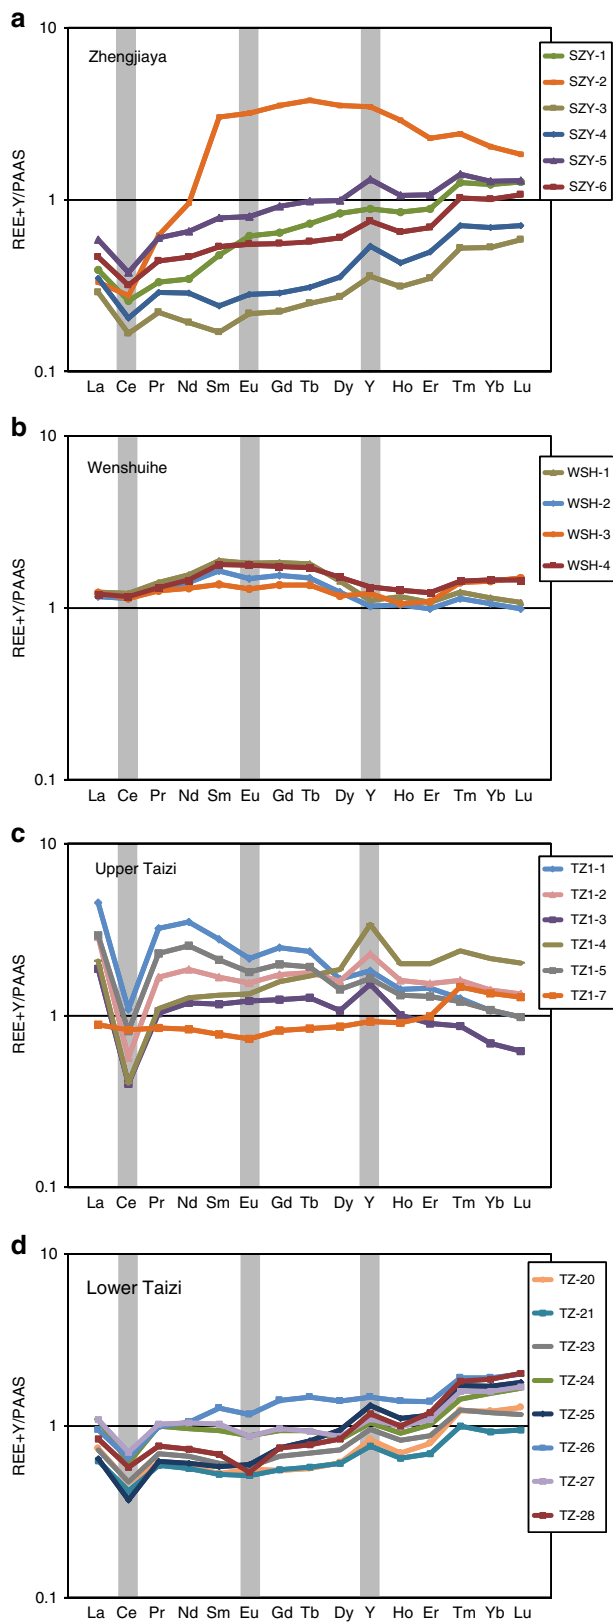 a
10
Zhengjiaya
SZY-1
SZY-2
SZY-3
SZY-4
SZY-5
SZY-6
REE+Y/PAAS
1
0.1
La Ce Pr Nd Sm Eu Gd Tb Dy Y Ho Er Tm Yb Lu
b
10
Wenshuihe
WSH-1
WSH-2
WSH-3
WSH-4
REE+Y/PAAS
1
0.1
La Ce Pr Nd Sm Eu Gd Tb Dy Y Ho Er Tm Yb Lu
c
10
Upper Taizi
TZ1-1
TZ1-2
TZ1-3
TZ1-4
TZ1-5
TZ1-7
REE+Y/PAAS
1
0.1
La Ce Pr Nd Sm Eu Gd Tb Dy Y Ho Er Tm Yb Lu
d
10
Lower Taizi
TZ-20
TZ-21
TZ-23
TZ-24
TZ-25
TZ-26
TZ-27
TZ-28
REE+Y/PAAS
1
0.1
La Ce Pr Nd Sm Eu Gd Tb Dy Y Ho Er Tm Yb Lu